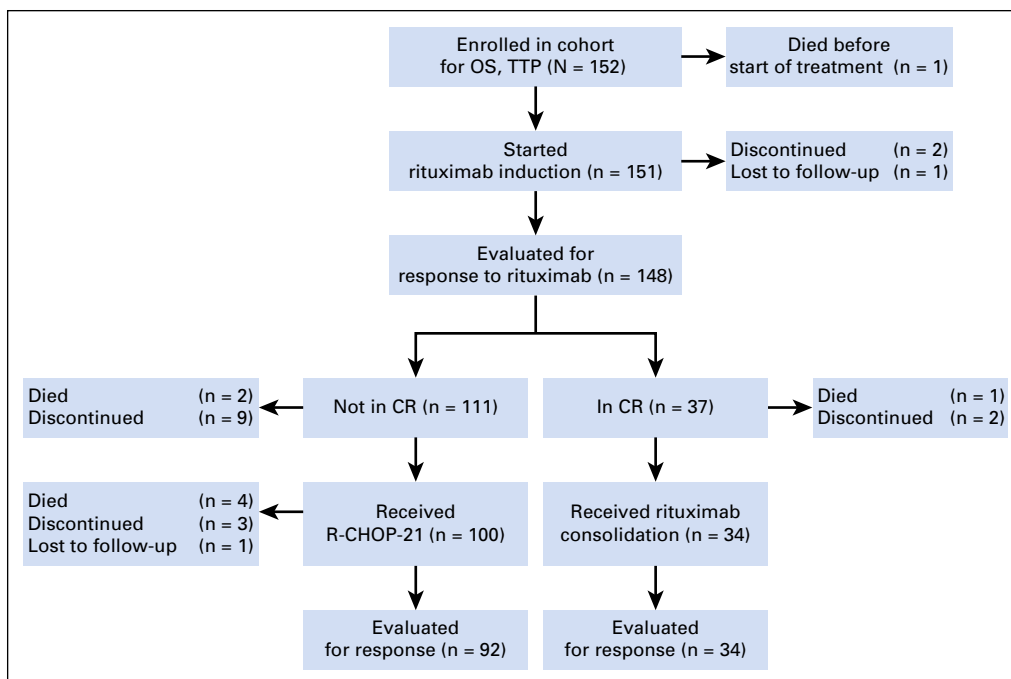 Enrolled in cohort
for OS, TTP (N = 152)
Died before
start of treatment (n = 1)
Started
rituximab induction (n = 151)
Discontinued (n = 2)
Lost to follow-up (n = 1)
Evaluated for
response to rituximab (n = 148)
Died (n = 2)
Discontinued (n = 9)
Not in CR (n = 111)
In CR (n = 37)
Died (n = 1)
Discontinued (n = 2)
Died (n = 4)
Discontinued (n = 3)
Lost to follow-up (n = 1)
Received
R-CHOP-21 (n = 100)
Received rituximab
consolidation (n = 34)
Evaluated
for response (n = 92)
Evaluated
for response (n = 34)